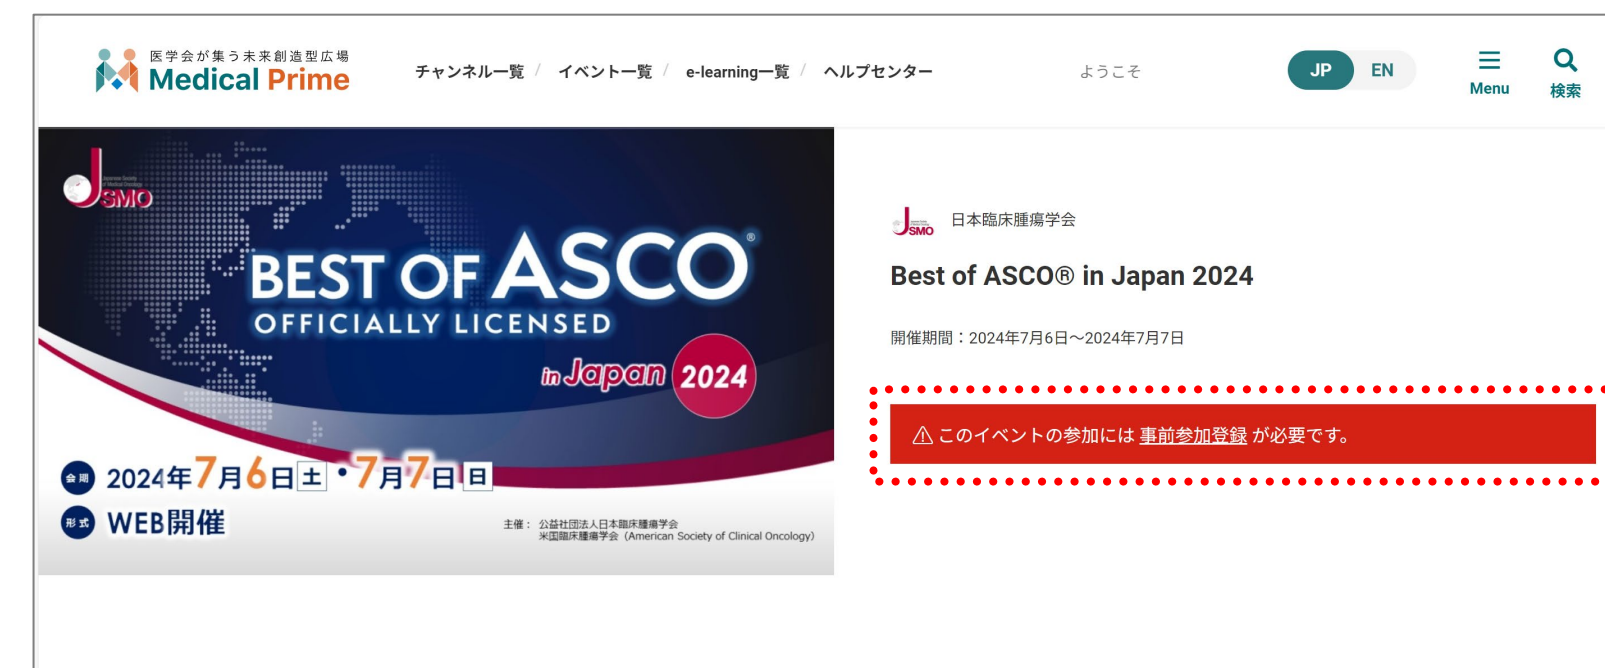 医学会が集う未来創造型広場
Medical Prime
チャンネル一覧 / イベント一覧 / e-learning一覧 / ヘルプセンター
ようこそ
JP EN
Menu
検索
Japanese Society
of Medical Oncology
JSMO
BEST OF ASCO®
OFFICIALLY LICENSED
in Japan 2024
会期 2024年7月6日土・7月7日日
形式 WEB開催
主催： 公益社団法人日本臨床腫瘍学会
米国臨床腫瘍学会（American Society of Clinical Oncology）
JSMO 日本臨床腫瘍学会
Best of ASCO® in Japan 2024
開催期間：2024年7月6日～2024年7月7日
このイベントの参加には 事前参加登録 が必要です。